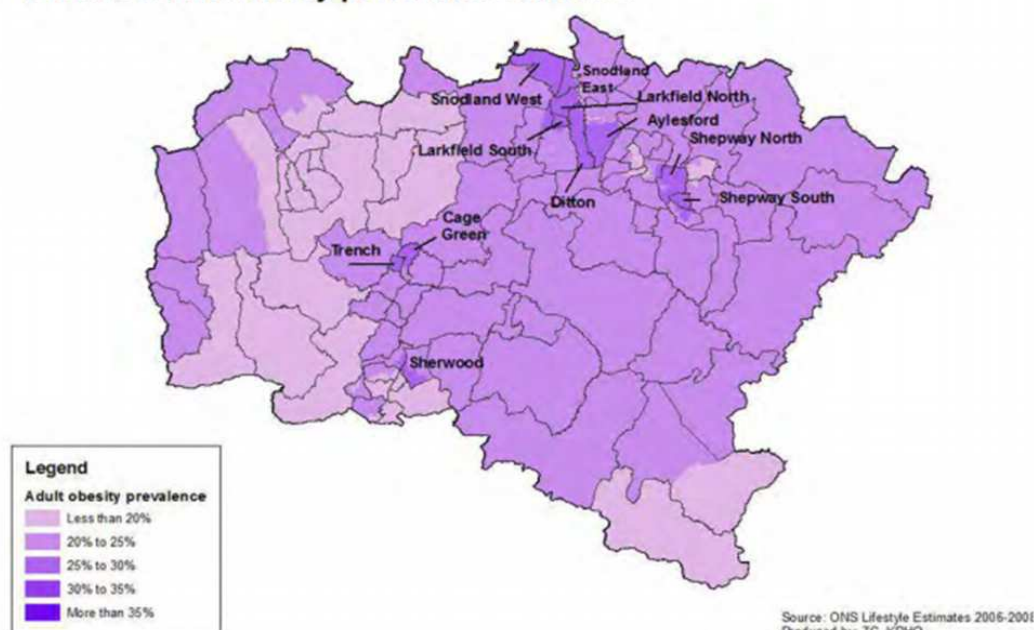 Snodland
East
Snodland West
Larkfield North
Aylesford
Shepway North
Larkfield South
Ditton
Shepway South
Cage
Green
Trench
Sherwood
Legend
Adult obesity prevalence
Less than 20%
20% to 25%
25% to 30%
30% to 35%
More than 35%
Source: ONS Lifestyle Estimates 2006-2008